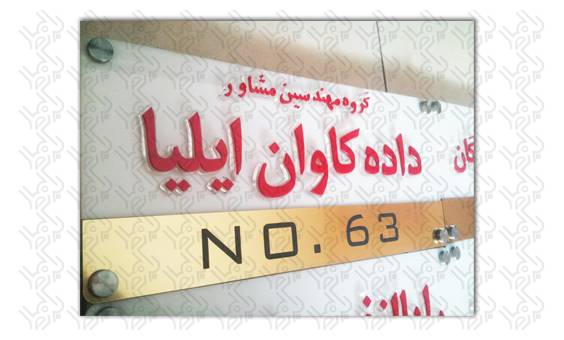 گروه مهندسین مشاور
داده کاوان ایلیا
NO. 63